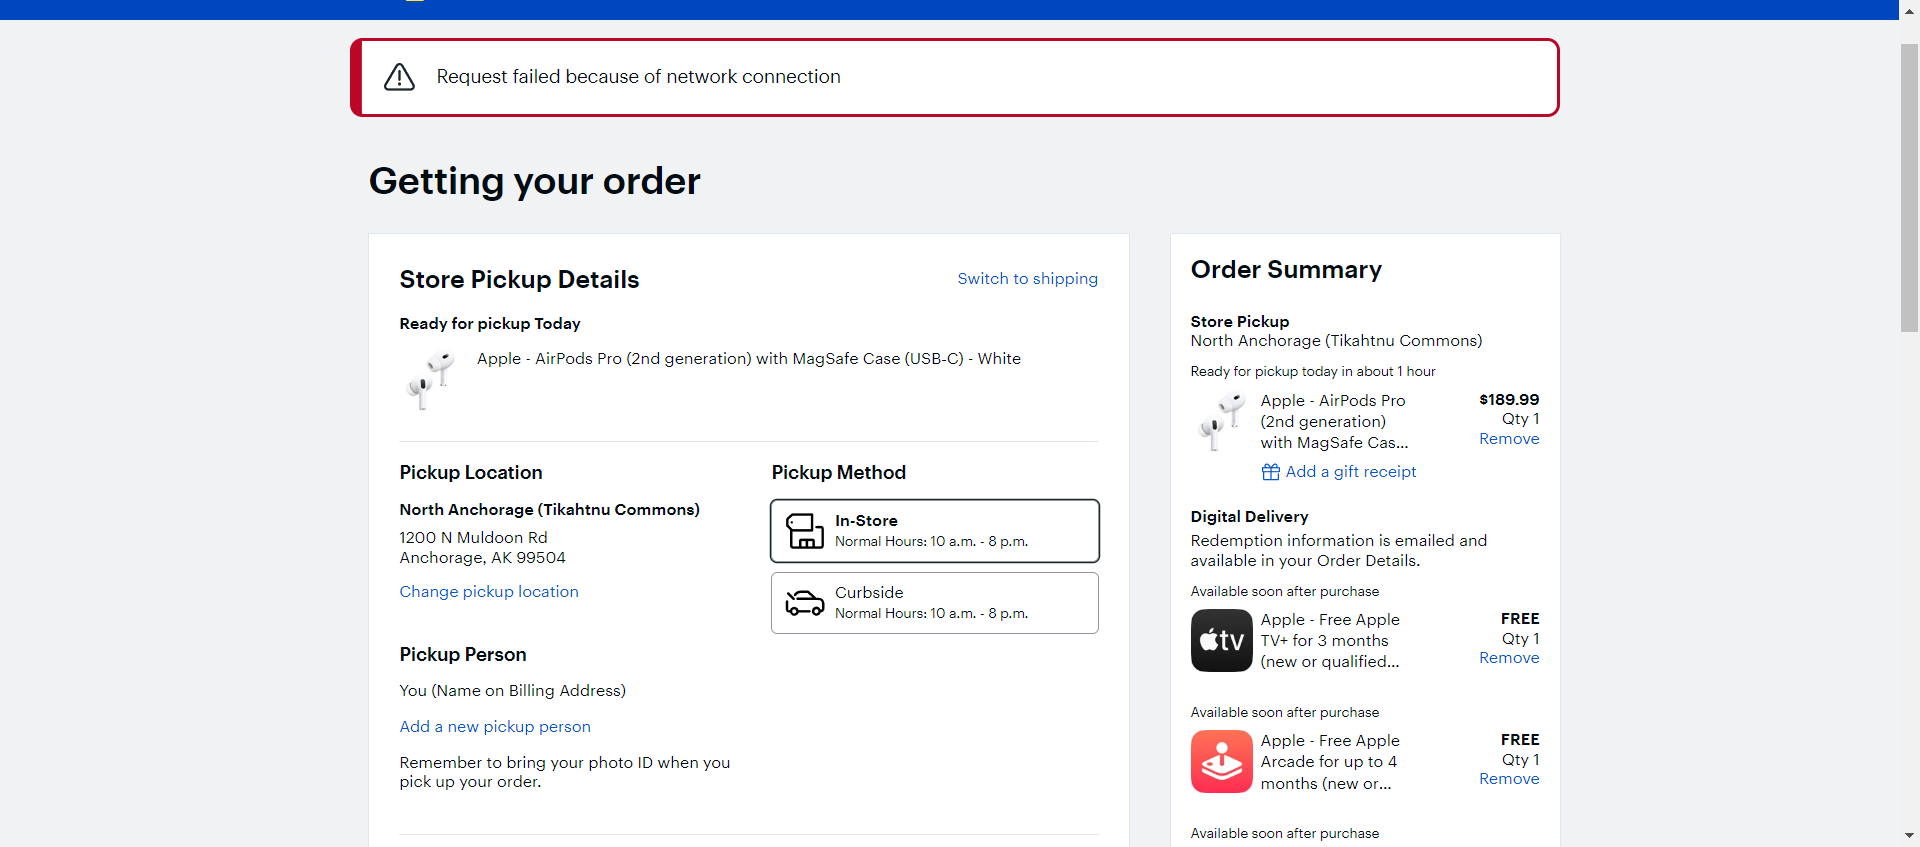 Request failed because of network connection
Getting your order
Store Pickup Details
Switch to shipping
Ready for pickup Today
Apple - AirPods Pro (2nd generation) with MagSafe Case (USB-C) - White
Pickup Location
North Anchorage (Tikahtnu Commons)
1200 N Muldoon Rd
Anchorage, AK 99504
Change pickup location
Pickup Method
In-Store
Normal Hours: 10 a.m. - 8 p.m.
Curbside
Normal Hours: 10 a.m. - 8 p.m.
Pickup Person
You (Name on Billing Address)
Add a new pickup person
Remember to bring your photo ID when you
pick up your order.
Order Summary
Store Pickup
North Anchorage (Tikahtnu Commons)
Ready for pickup today in about 1 hour
Apple - AirPods Pro
(2nd generation)
with MagSafe Cas...
$189.99
Qty 1
Remove
Add a gift receipt
Digital Delivery
Redemption information is emailed and
available in your Order Details.
Available soon after purchase
tv
Apple - Free Apple
TV+ for 3 months
(new or qualified...
FREE
Qty 1
Remove
Available soon after purchase
Apple - Free Apple
Arcade for up to 4
months (new or...
FREE
Qty 1
Remove
Available soon after purchase